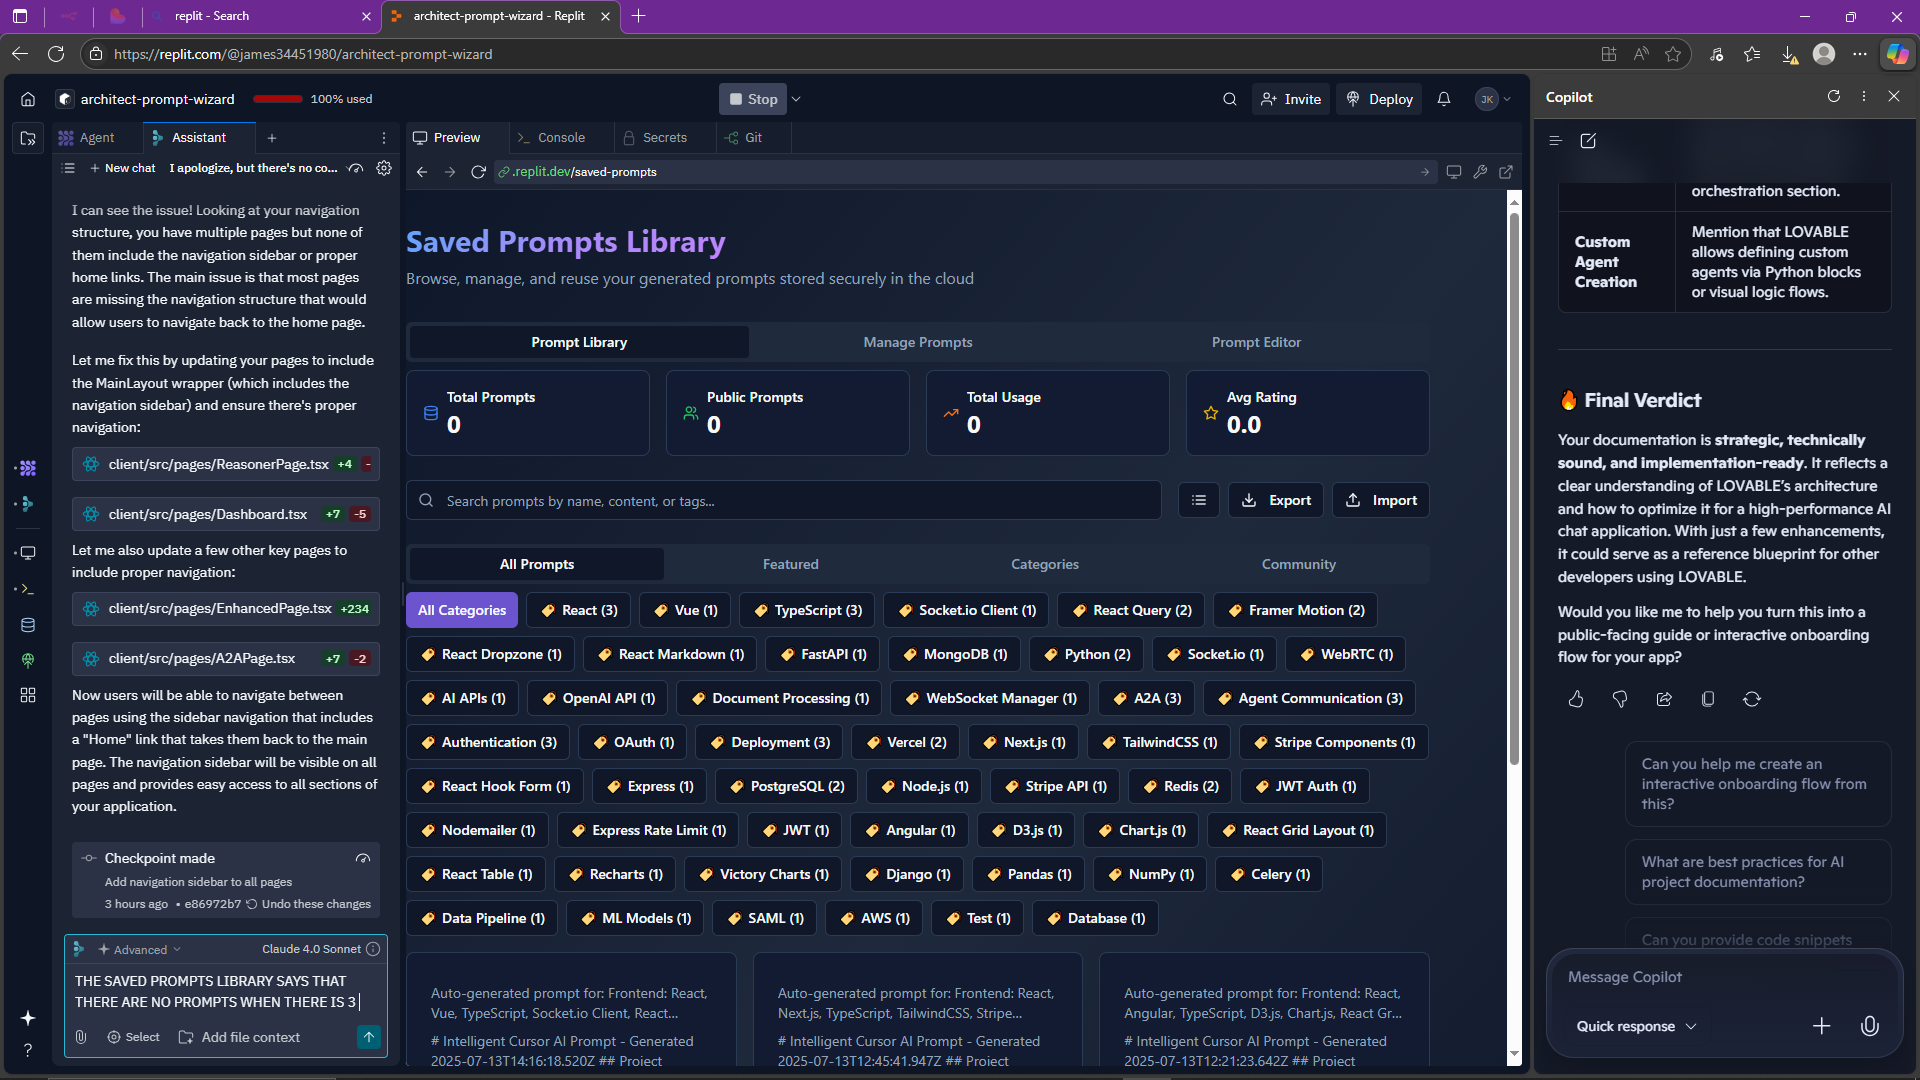 replit - Search
architect-prompt-wizard - Replit
https://replit.com/@james34451980/architect-prompt-wizard
architect-prompt-wizard
100% used
Stop
Invite
Deploy
JK
Agent
Assistant
New chat
I apologize, but there's no co...
I can see the issue! Looking at your navigation
structure, you have multiple pages but none of
them include the navigation sidebar or proper
home links. The main issue is that most pages
are missing the navigation structure that would
allow users to navigate back to the home page.
Let me fix this by updating your pages to include
the MainLayout wrapper (which includes the
navigation sidebar) and ensure there's proper
navigation:
client/src/pages/ReasonerPage.tsx +4 -
client/src/pages/Dashboard.tsx +7 -5
Let me also update a few other key pages to
include proper navigation:
client/src/pages/EnhancedPage.tsx +234
client/src/pages/A2APage.tsx +7 -2
Now users will be able to navigate between
pages using the sidebar navigation that includes
a "Home" link that takes them back to the main
page. The navigation sidebar will be visible on all
pages and provides easy access to all sections of
your application.
Checkpoint made
Add navigation sidebar to all pages
3 hours ago • e86972b7 Undo these changes
Advanced
Claude 4.0 Sonnet
THE SAVED PROMPTS LIBRARY SAYS THAT
THERE ARE NO PROMPTS WHEN THERE IS 3
Select
Add file context
Preview
Console
Secrets
Git
.replit.dev/saved-prompts
Saved Prompts Library
Browse, manage, and reuse your generated prompts stored securely in the cloud
Prompt Library
Manage Prompts
Prompt Editor
Total Prompts
0
Public Prompts
0
Total Usage
0
Avg Rating
0.0
Search prompts by name, content, or tags...
Export
Import
All Prompts
Featured
Categories
Community
All Categories React (3) Vue (1) TypeScript (3) Socket.io Client (1) React Query (2) Framer Motion (2)
React Dropzone (1) React Markdown (1) FastAPI (1) MongoDB (1) Python (2) Socket.io (1) WebRTC (1)
AI APIs (1) OpenAI API (1) Document Processing (1) WebSocket Manager (1) A2A (3) Agent Communication (3)
Authentication (3) OAuth (1) Deployment (3) Vercel (2) Next.js (1) TailwindCSS (1) Stripe Components (1)
React Hook Form (1) Express (1) PostgreSQL (2) Node.js (1) Stripe API (1) Redis (2) JWT Auth (1)
Nodemailer (1) Express Rate Limit (1) JWT (1) Angular (1) D3.js (1) Chart.js (1) React Grid Layout (1)
React Table (1) Recharts (1) Victory Charts (1) Django (1) Pandas (1) NumPy (1) Celery (1)
Data Pipeline (1) ML Models (1) SAML (1) AWS (1) Test (1) Database (1)
Auto-generated prompt for: Frontend: React,
Vue, TypeScript, Socket.io Client, React...
# Intelligent Cursor AI Prompt - Generated
2025-07-13T14:16:18.520Z ## Project
Auto-generated prompt for: Frontend: React,
Next.js, TypeScript, TailwindCSS, Stripe...
# Intelligent Cursor AI Prompt - Generated
2025-07-13T12:45:41.947Z ## Project
Auto-generated prompt for: Frontend: React,
Angular, TypeScript, D3.js, Chart.js, React Gr...
# Intelligent Cursor AI Prompt - Generated
2025-07-13T12:21:23.642Z ## Project
Copilot
orchestration section.
Custom
Agent
Creation
Mention that LOVABLE
allows defining custom
agents via Python blocks
or visual logic flows.
🔥 Final Verdict
Your documentation is strategic, technically
sound, and implementation-ready. It reflects a
clear understanding of LOVABLE's architecture
and how to optimize it for a high-performance AI
chat application. With just a few enhancements,
it could serve as a reference blueprint for other
developers using LOVABLE.
Would you like me to help you turn this into a
public-facing guide or interactive onboarding
flow for your app?
Can you help me create an
interactive onboarding flow from
this?
What are best practices for AI
project documentation?
Can you provide code snippets
Message Copilot
Quick response